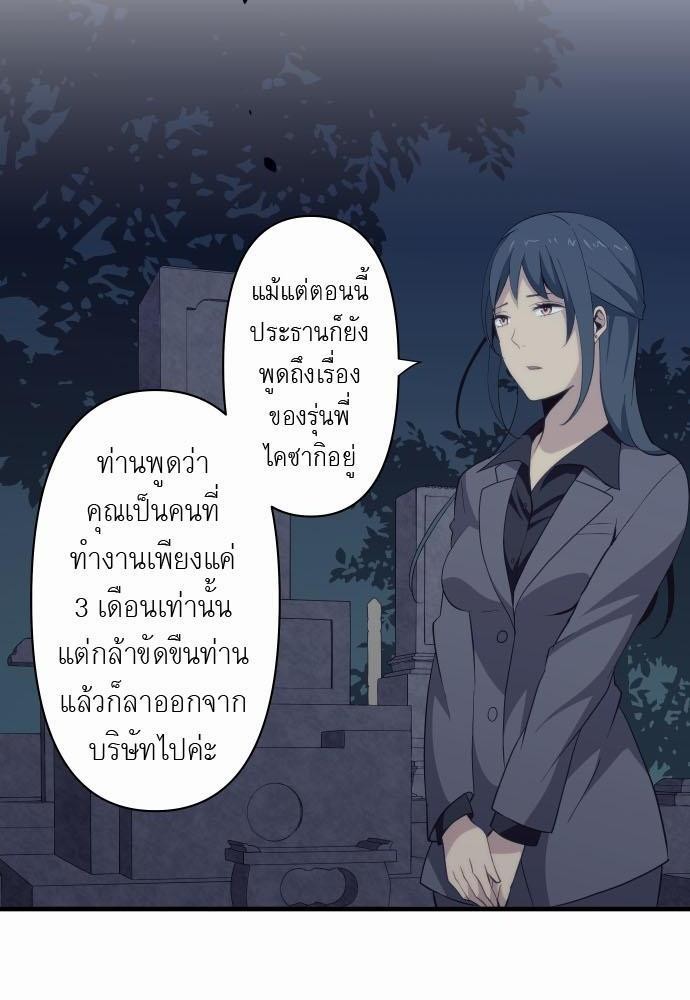 แม้แต่ตอนนี้
ประธานก็ยัง
พูดถึงเรื่อง
ของรุ่นพี่
ไคซากิอยู่
ท่านพูดว่า
คุณเป็นคนที่
ทำงานเพียงแค่
3 เดือนเท่านั้น
แต่กล้าขัดขืนท่าน
แล้วก็ลาออกจาก
บริษัทไปค่ะ